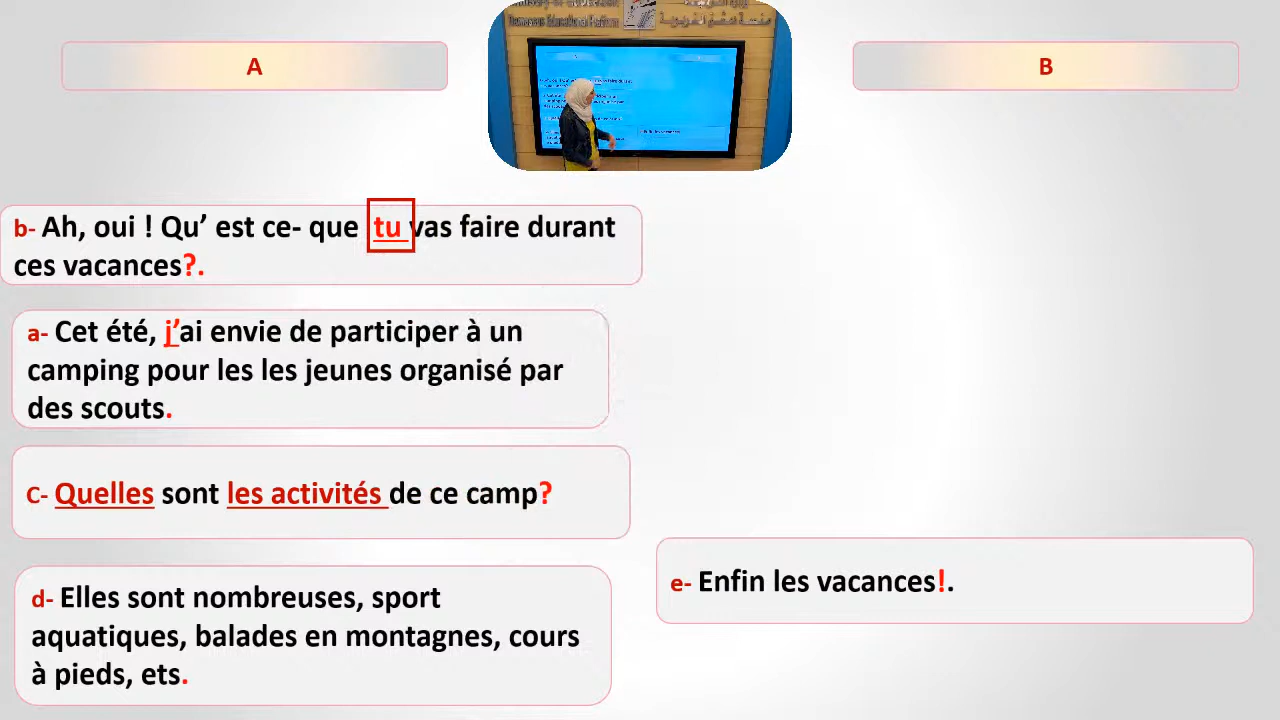 A
B
b- Ah, oui ! Qu’ est ce- que tu vas faire durant
ces vacances?.
a- Cet été, j’ai envie de participer à un
camping pour les les jeunes organisé par
des scouts.
C- Quelles sont les activités de ce camp?
d- Elles sont nombreuses, sport
aquatiques, balades en montagnes, cours
à pieds, ets.
e- Enfin les vacances!.